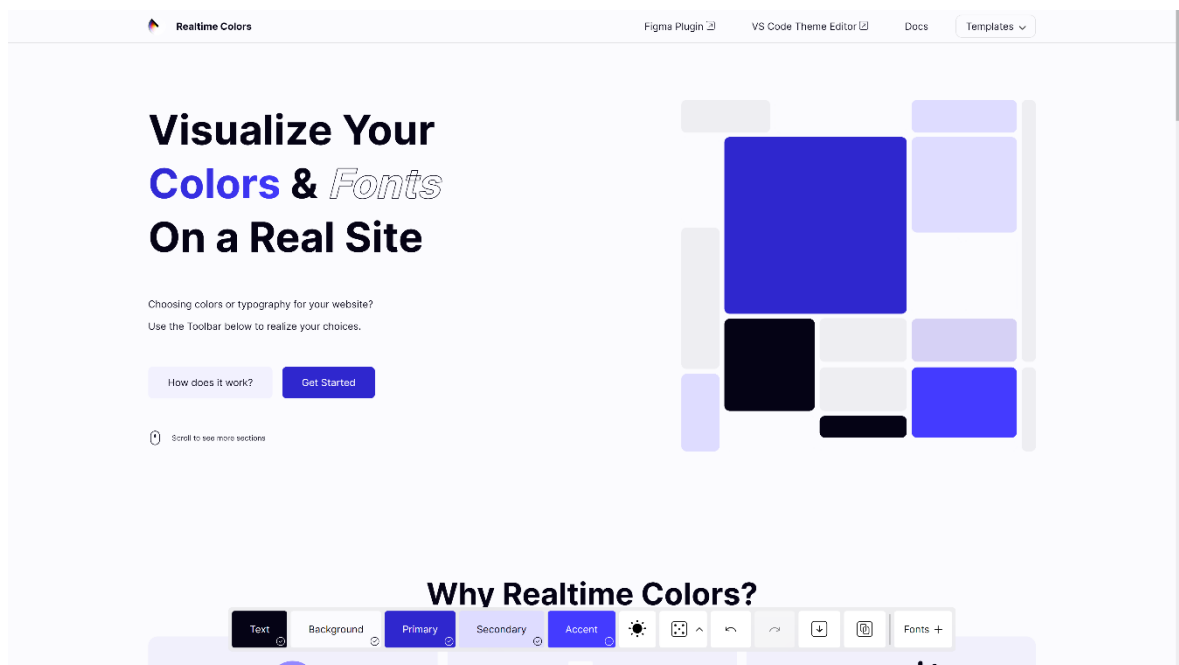 Realtime Colors
Figma Plugin
VS Code Theme Editor
Docs
Templates
Visualize Your
Colors & Fonts
On a Real Site
Choosing colors or typography for your website?
Use the Toolbar below to realize your choices.
How does it work?
Get Started
Scroll to see more sections
Why Realtime Colors?
Text
Background
Primary
Secondary
Accent
Fonts +